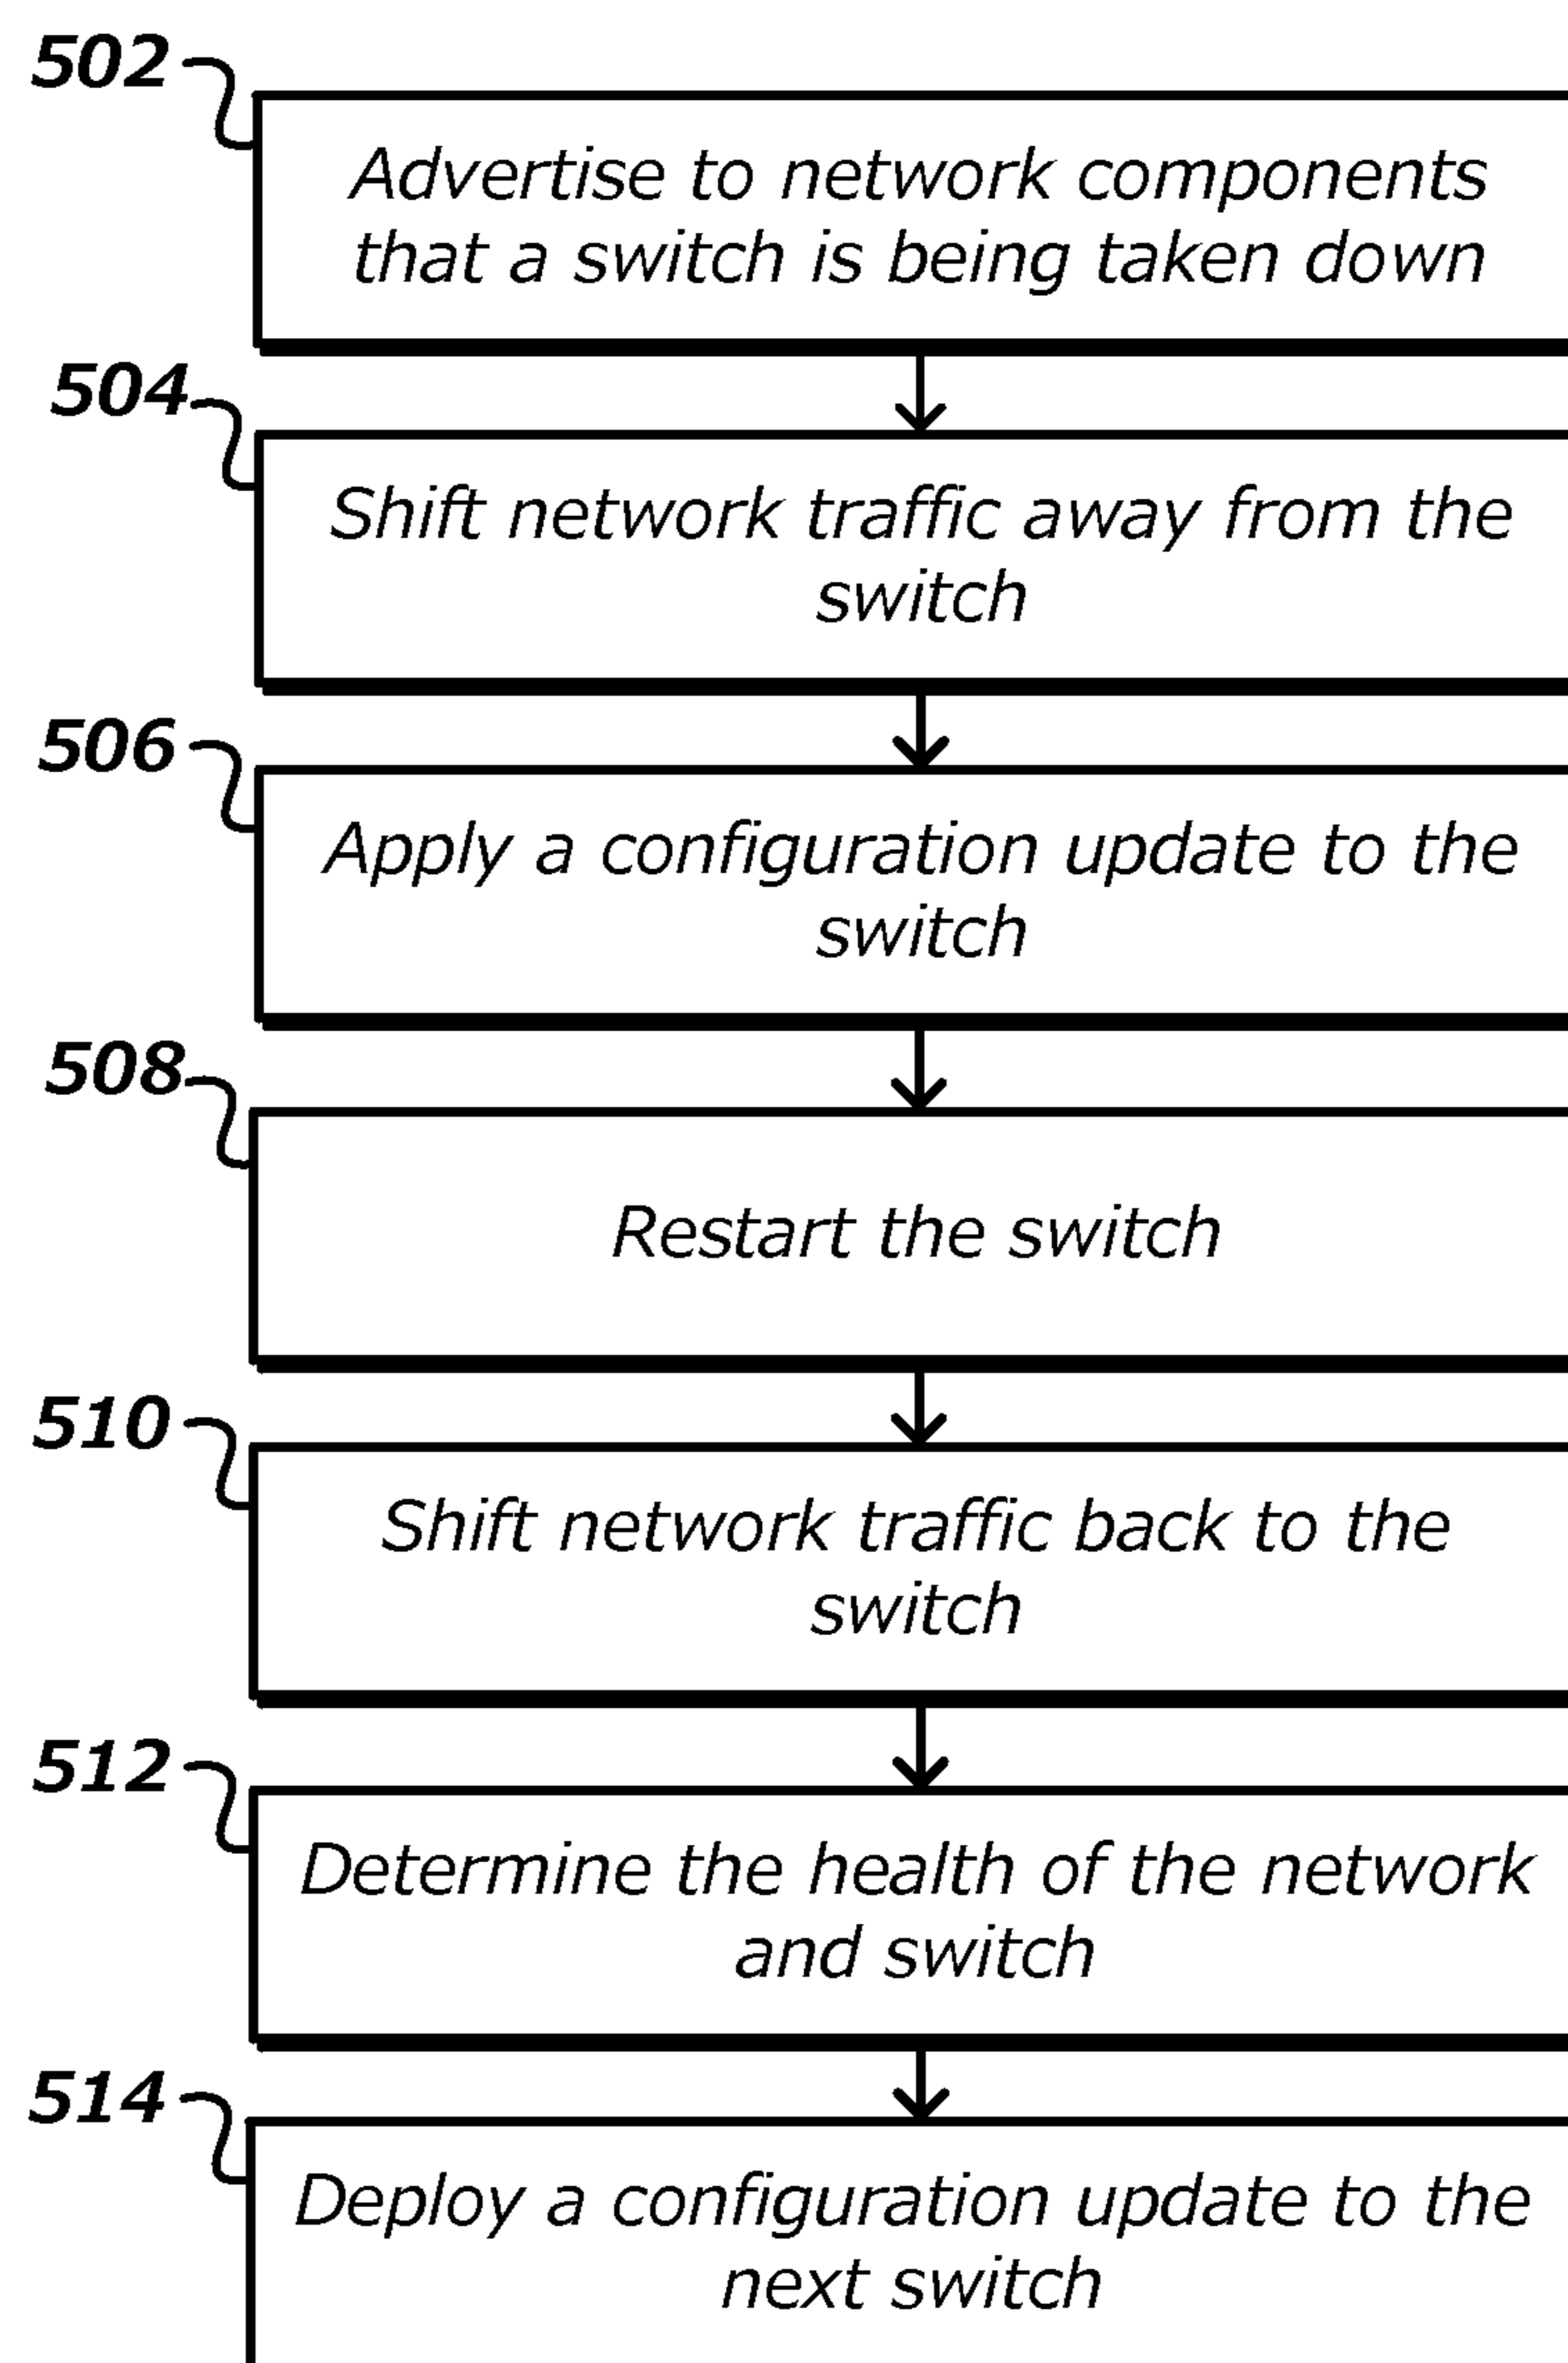 502
Advertise to network components
that a switch is being taken down
504
Shift network traffic away from the
switch
506
Apply a configuration update to the
switch
508
Restart the switch
510
Shift network traffic back to the
switch
512
Determine the health of the network
and switch
514
Deploy a configuration update to the
next switch